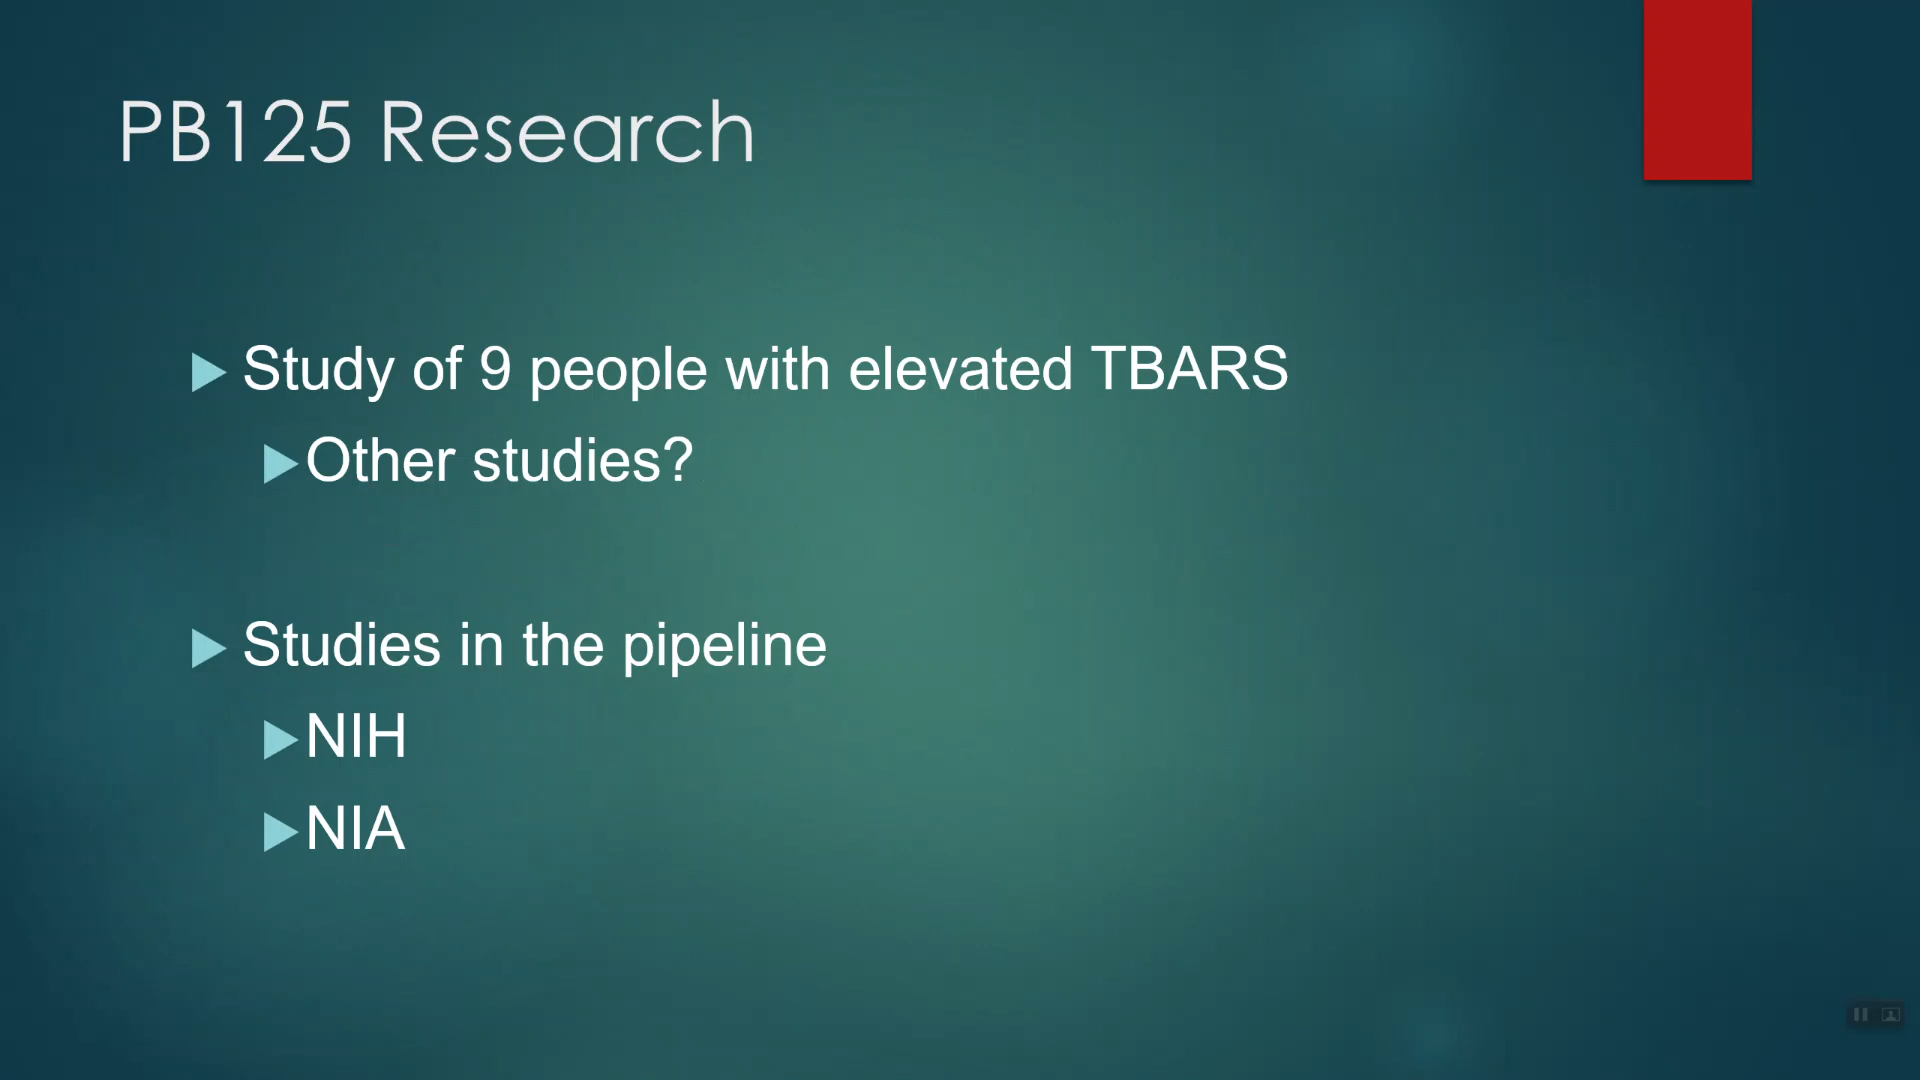 PB125 Research
Study of 9 people with elevated TBARS
Other studies?
Studies in the pipeline
NIH
NIA